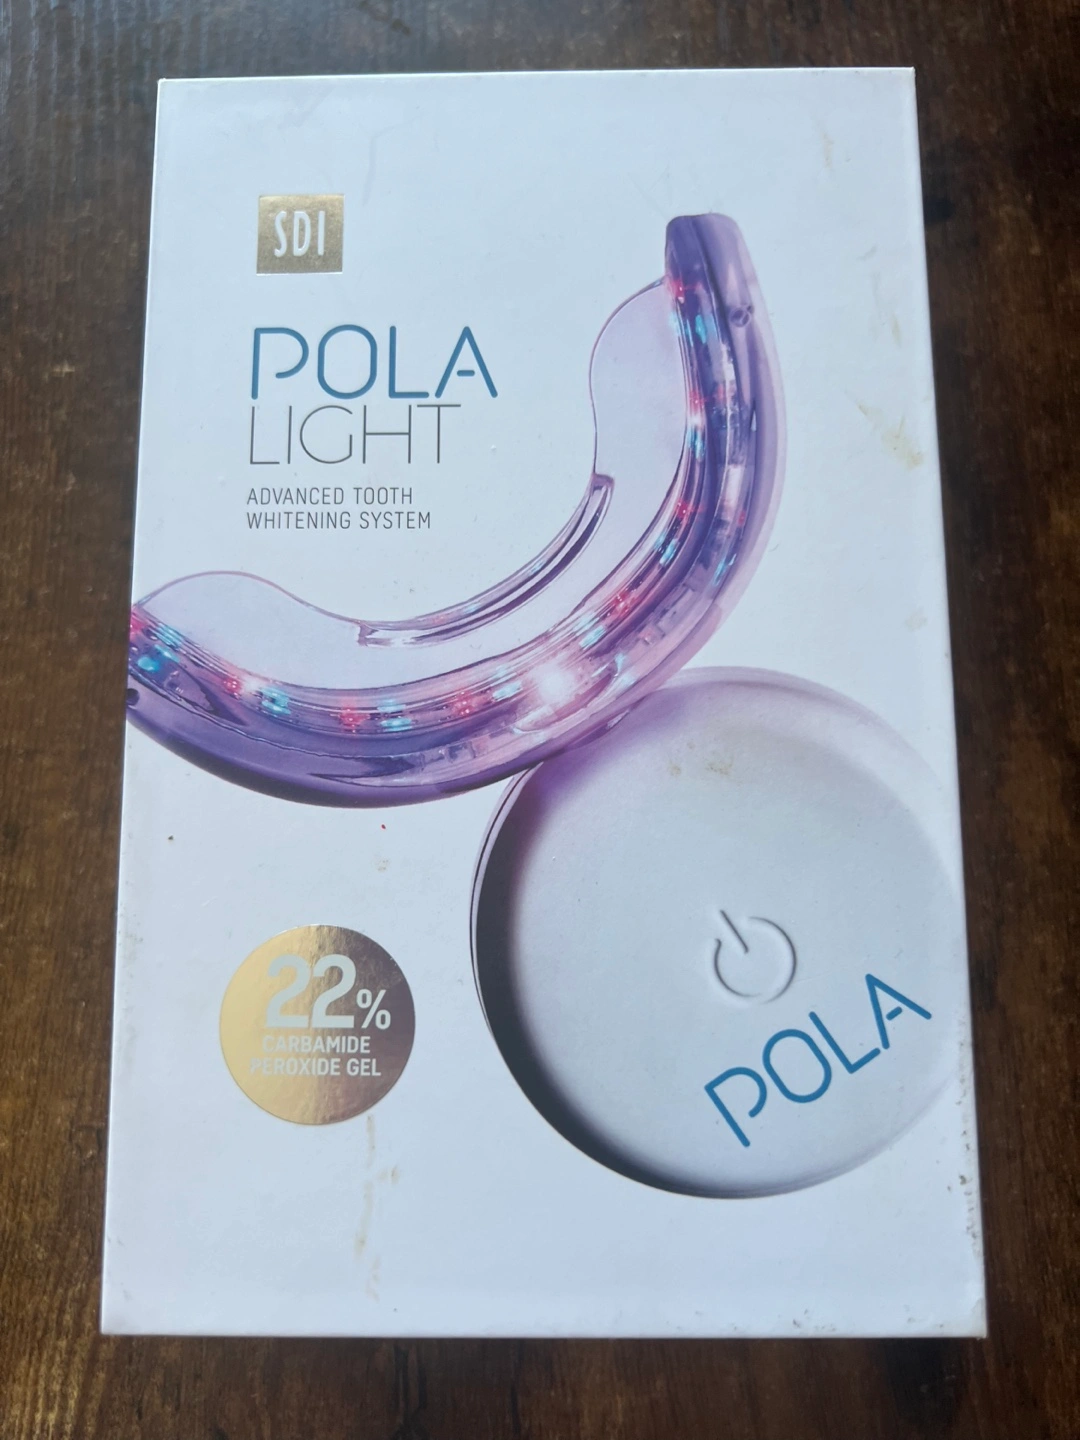 SDI
POLA
LIGHT
ADVANCED TOOTH
WHITENING SYSTEM
22%
CARBAMIDE
PEROXIDE GEL
POLA